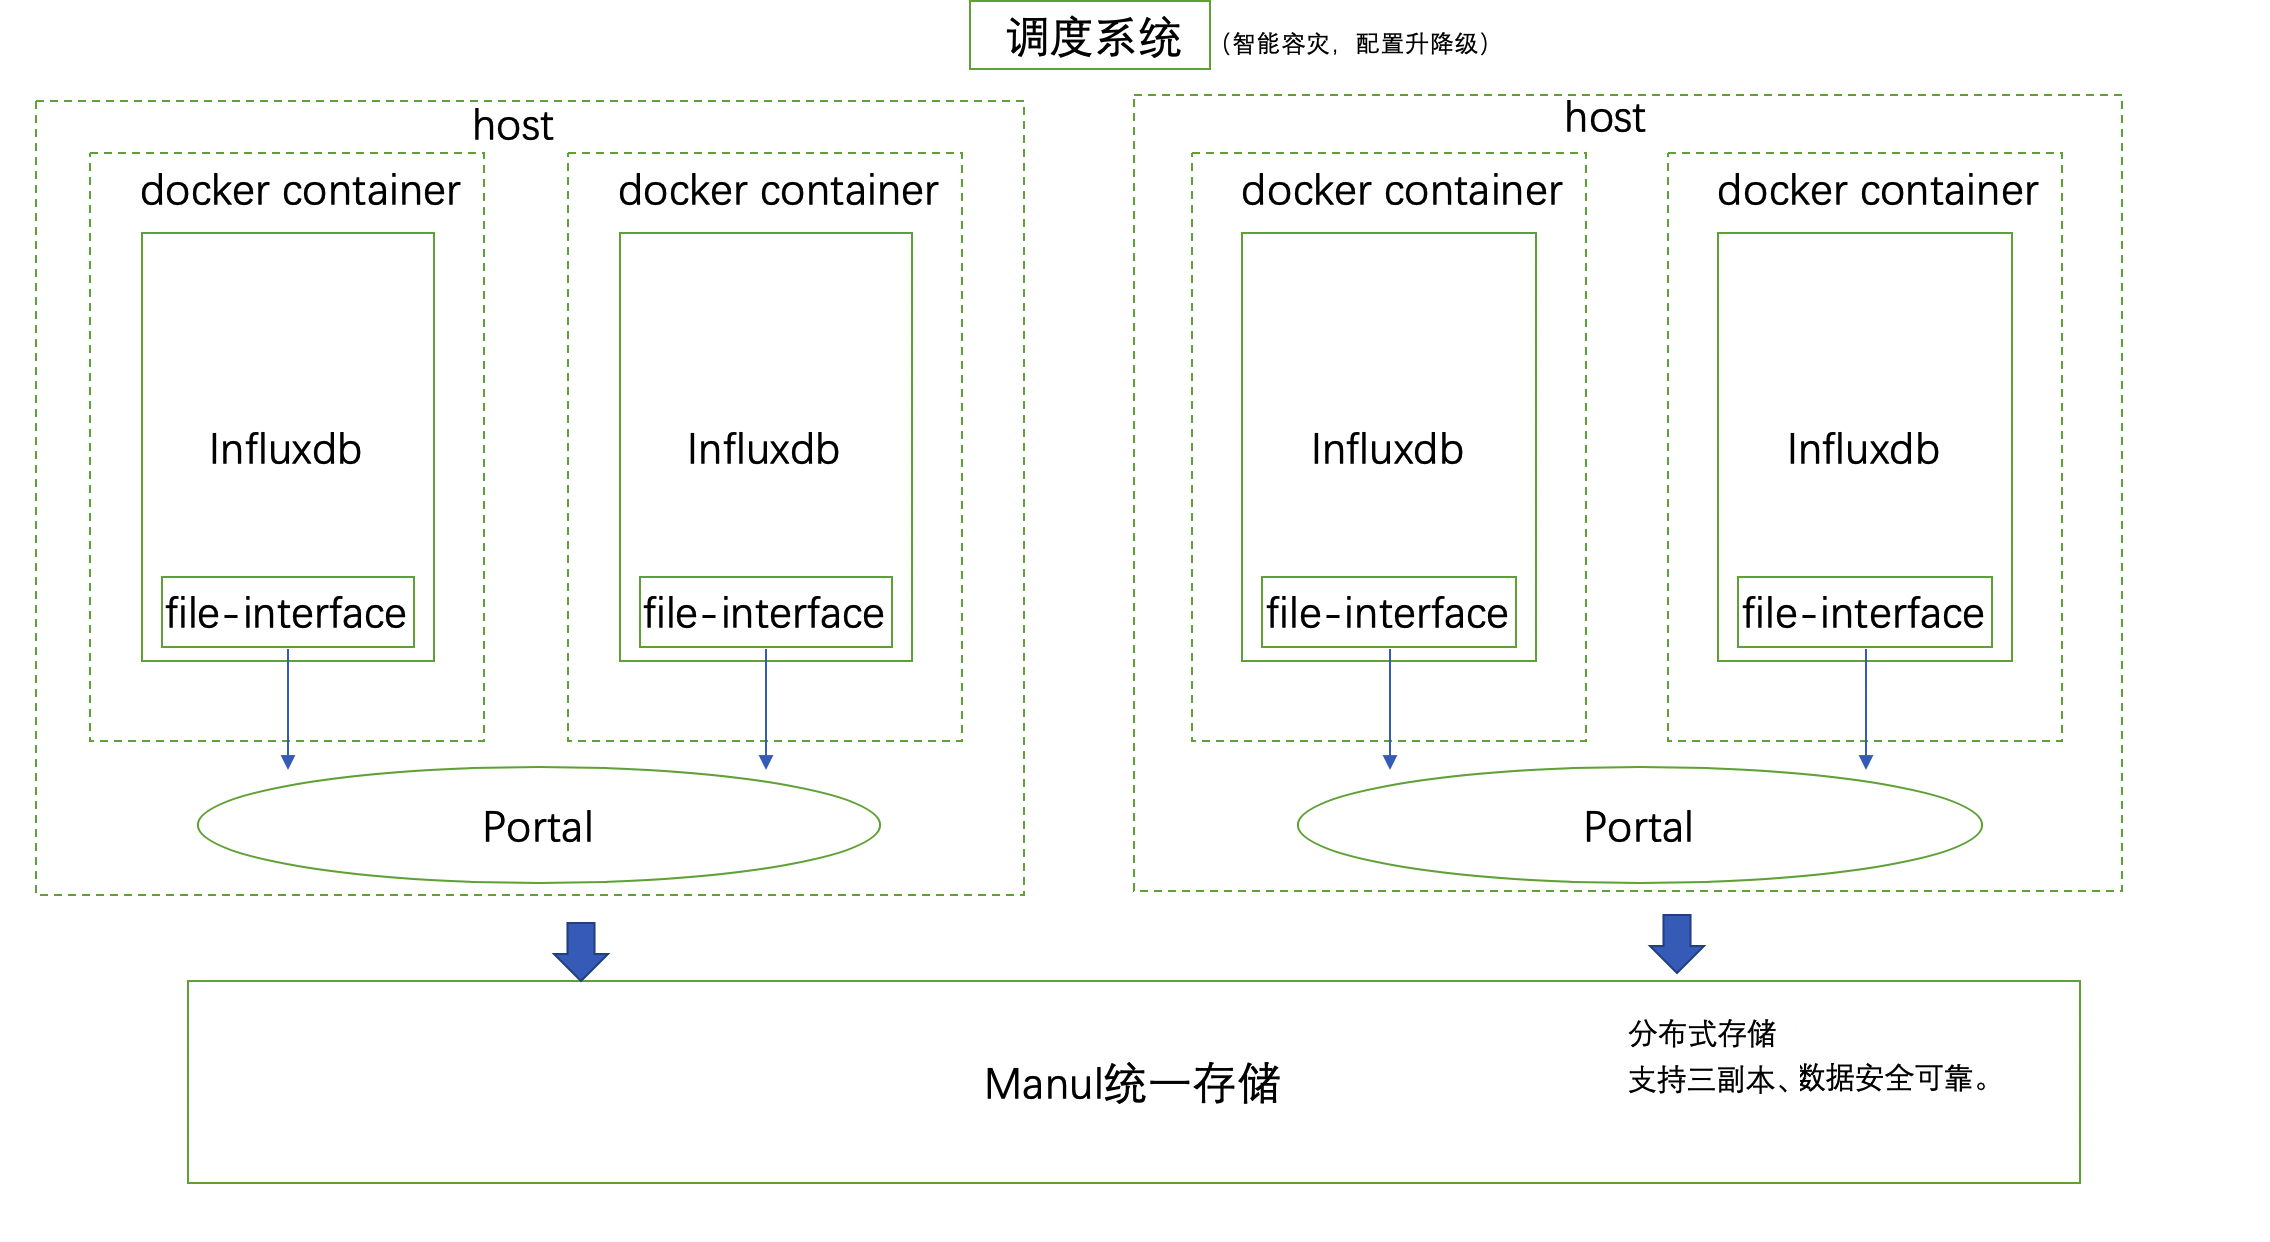 调度系统
（智能容灾，配置升降级）
host
docker container
docker container
Influxdb
Influxdb
file-interface
file-interface
Portal
host
docker container
docker container
Influxdb
Influxdb
file-interface
file-interface
Portal
Manul统一存储
分布式存储
支持三副本、数据安全可靠。